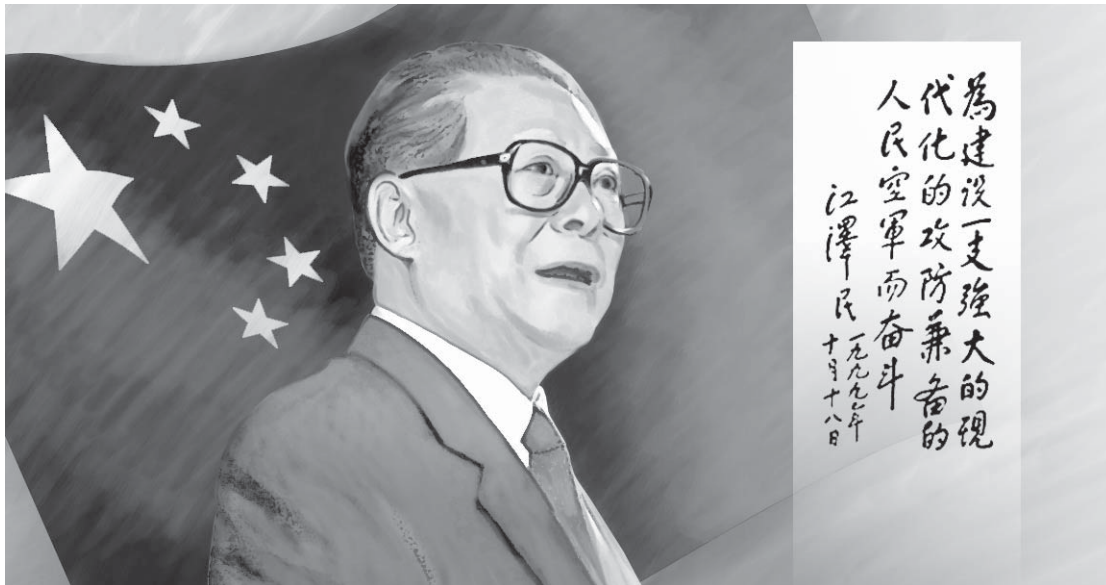 為建设一支強大的現
代化的攻防兼备的
人民空軍而奋斗
江澤民
一九九九年
十月十八日